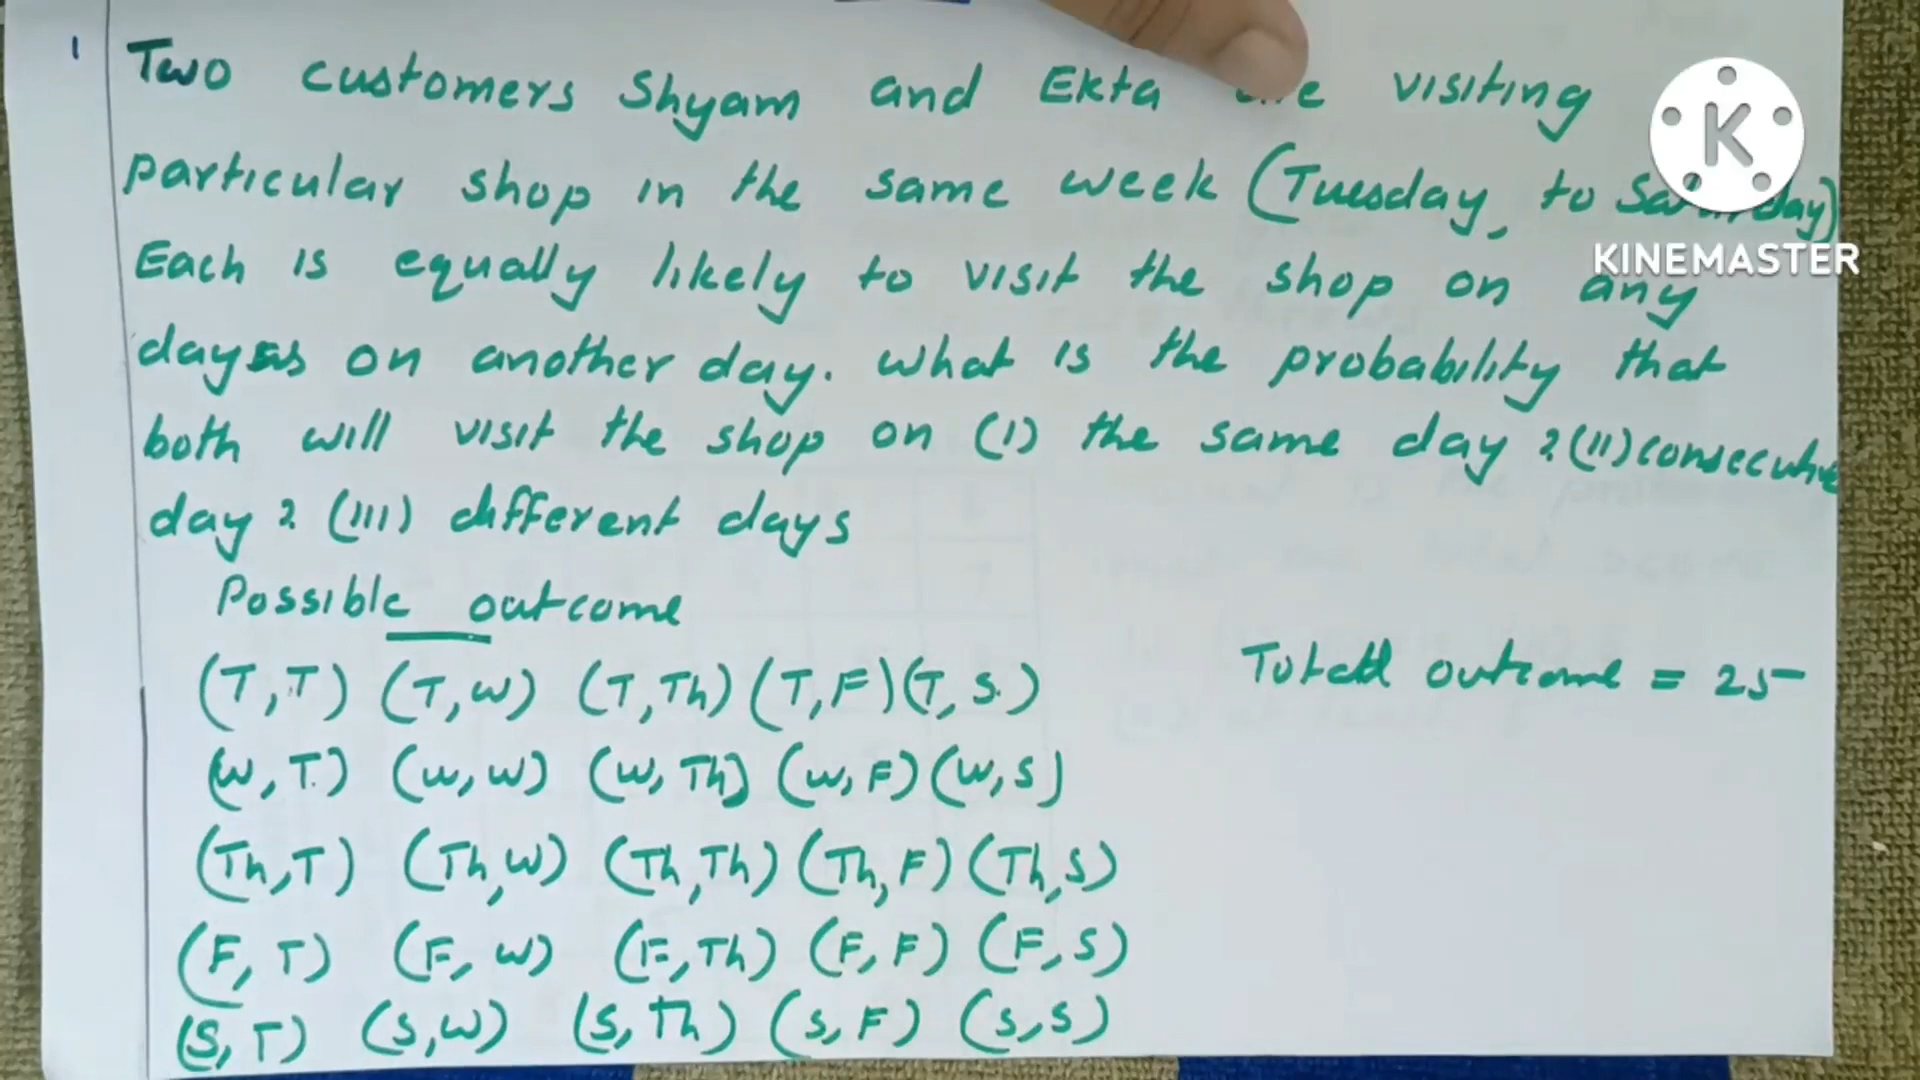 1 Two customers Shyam and Ekta visiting
particular shop in the same week (Tuesday, to Saturday)
Each is equally likely to visit the shop on any
day as on another day. What is the probability that
both will visit the shop on (I) the same day ? (II) consecutive
day ? (III) different days
Possible outcome
(T,T) (T,W) (T,Th) (T,F) (T,S)
(W,T) (W,W) (W,Th) (W,F) (W,S)
(Th,T) (Th,W) (Th,Th) (Th,F) (Th,S)
(F,T) (F,W) (F,Th) (F,F) (F,S)
(S,T) (S,W) (S,Th) (S,F) (S,S)
Total outcome = 25
K
KINEMASTER